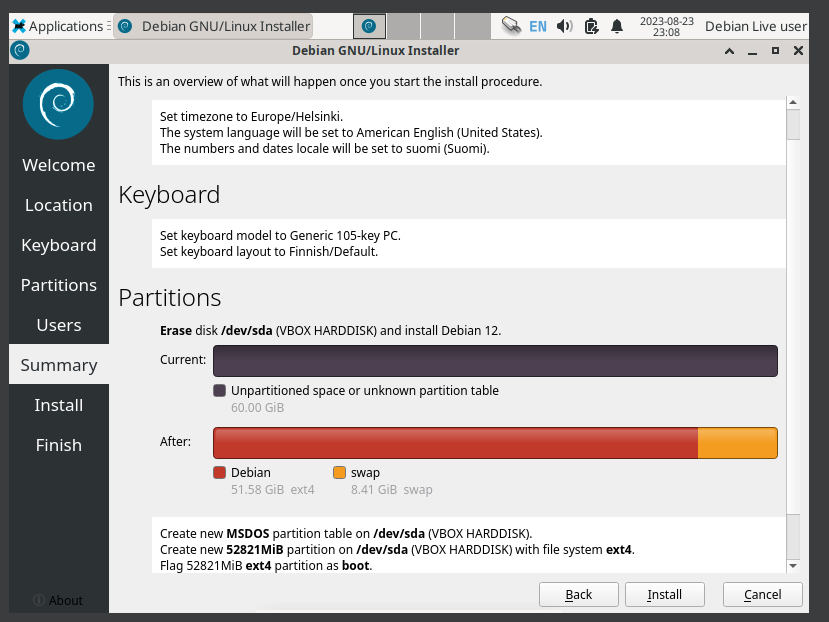 Applications
Debian GNU/Linux Installer
EN
2023-08-23
23:08
Debian Live user
Debian GNU/Linux Installer
Welcome
Location
Keyboard
Partitions
Users
Summary
Install
Finish
About
This is an overview of what will happen once you start the install procedure.
Set timezone to Europe/Helsinki.
The system language will be set to American English (United States).
The numbers and dates locale will be set to suomi (Suomi).
Keyboard
Set keyboard model to Generic 105-key PC.
Set keyboard layout to Finnish/Default.
Partitions
Erase disk /dev/sda (VBOX HARDDISK) and install Debian 12.
Current:
Unpartitioned space or unknown partition table
60.00 GiB
After:
Debian swap
51.58 GiB ext4 8.41 GiB swap
Create new MSDOS partition table on /dev/sda (VBOX HARDDISK).
Create new 52821MiB partition on /dev/sda (VBOX HARDDISK) with file system ext4.
Flag 52821MiB ext4 partition as boot.
Back Install Cancel